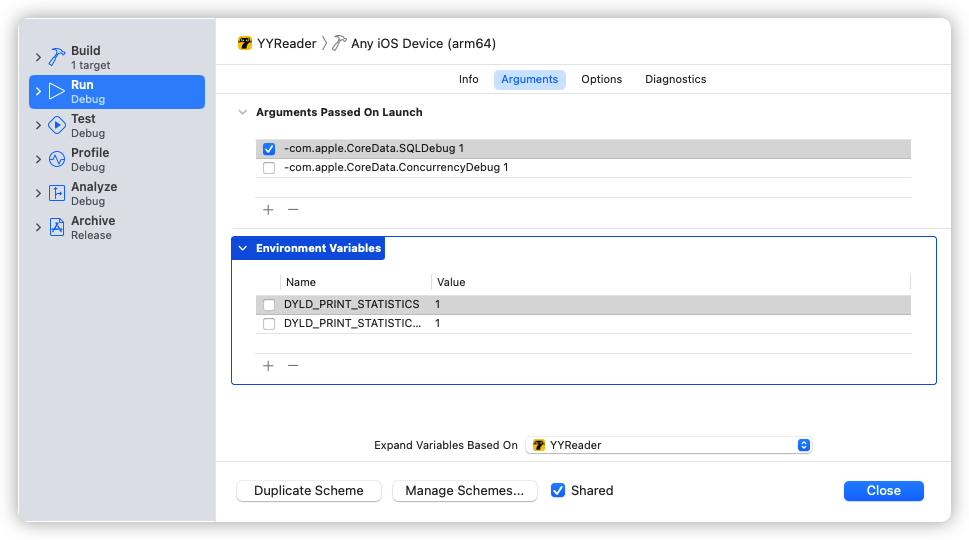 Build
1 target
Run
Debug
Test
Debug
Profile
Debug
Analyze
Debug
Archive
Release
YYReader
Any iOS Device (arm64)
Info
Arguments
Options
Diagnostics
Arguments Passed On Launch
-com.apple.CoreData.SQLDebug 1
-com.apple.CoreData.ConcurrencyDebug 1
Environment Variables
Name Value
DYLD_PRINT_STATISTICS 1
DYLD_PRINT_STATISTIC... 1
Expand Variables Based On YYReader
Duplicate Scheme
Manage Schemes...
Shared
Close